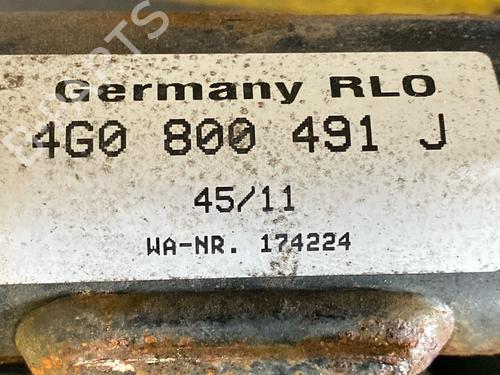 Germany RLO
4G0 800 491 J
45/11
WA-NR. 174224